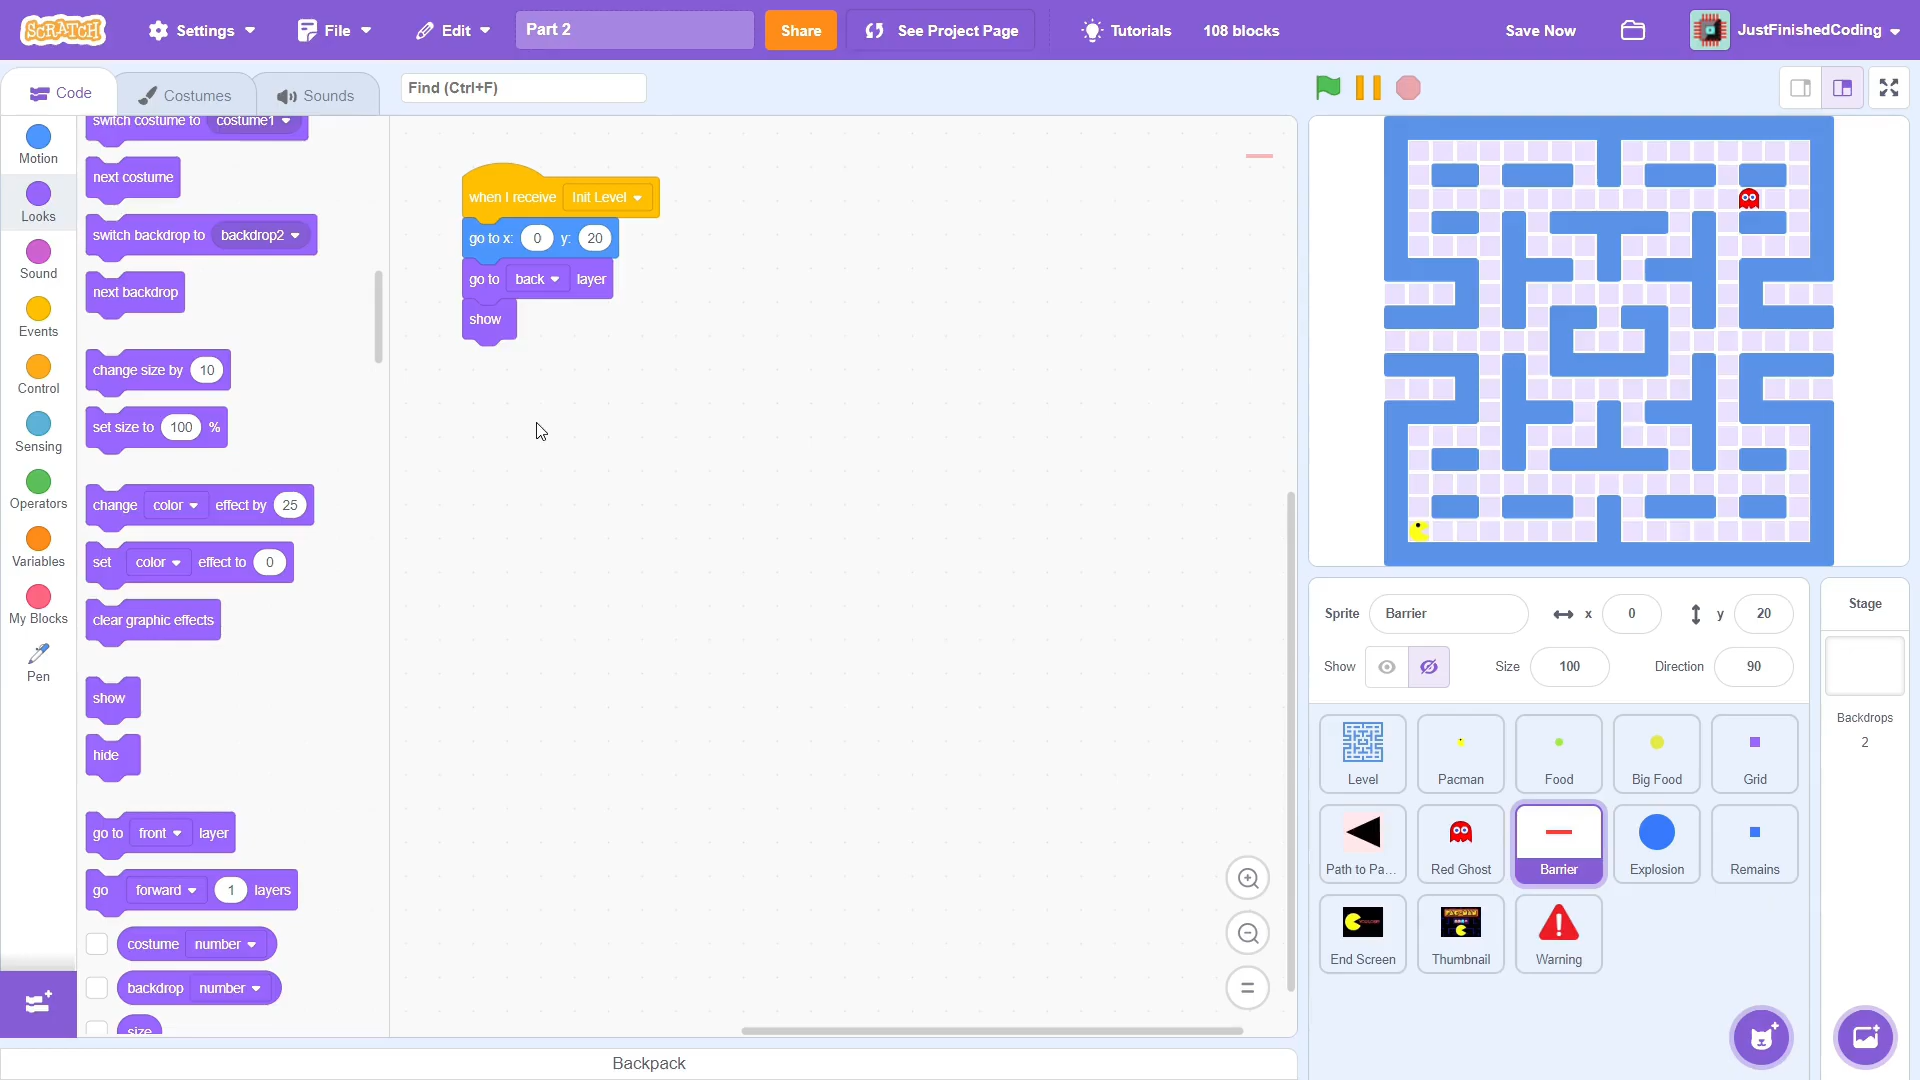 SCRATCH Settings File Edit Part 2 Share See Project Page Tutorials 108 blocks Save Now JustFinishedCoding
Code Costumes Sounds Find (Ctrl+F)
Motion
Looks
Sound
Events
Control
Sensing
Operators
Variables
My Blocks
Pen
switch costume to costume1
next costume
switch backdrop to backdrop2
next backdrop
change size by 10
set size to 100 %
change color effect by 25
set color effect to 0
clear graphic effects
show
hide
go to front layer
go forward 1 layers
costume number
backdrop number
size
when I receive Init Level
go to x: 0 y: 20
go to back layer
show
Sprite Barrier x 0 y 20
Show Size 100 Direction 90
Level Pacman Food Big Food Grid
Path to Pa... Red Ghost Barrier Explosion Remains
End Screen Thumbnail Warning
Stage
Backdrops
2
Backpack